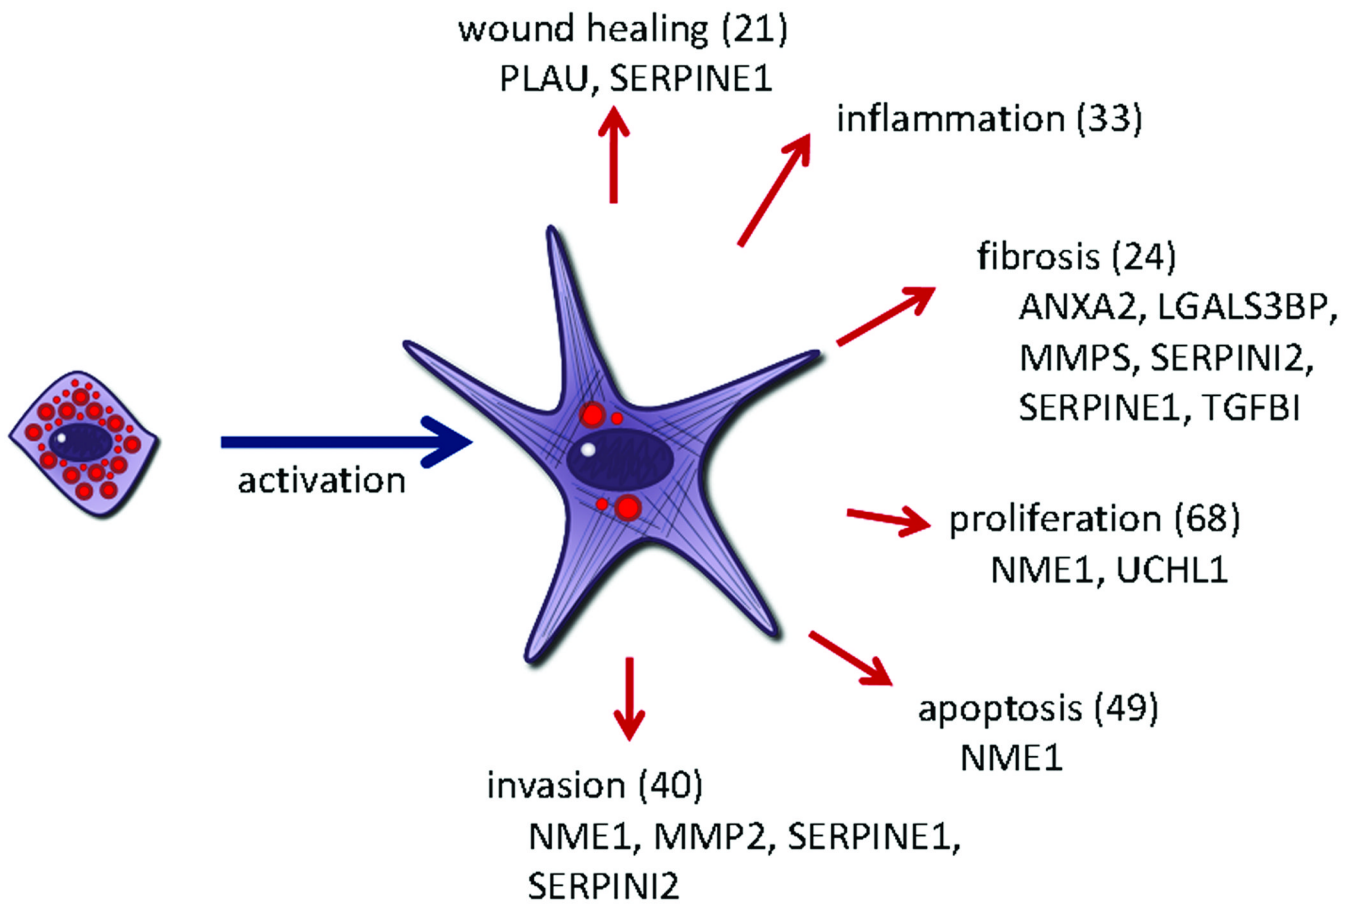 wound healing (21)
PLAU, SERPINE1
inflammation (33)
fibrosis (24)
ANXA2, LGALS3BP,
MMPS, SERPINI2,
SERPINE1, TGFBI
activation
proliferation (68)
NME1, UCHL1
apoptosis (49)
NME1
invasion (40)
NME1, MMP2, SERPINE1,
SERPINI2